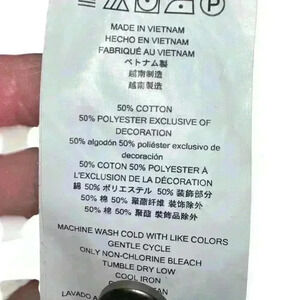 MADE IN VIETNAM
HECHO EN VIETNAM
FABRIQUÉ AU VIETNAM
ベトナム製
越南制造
越南製造
50% COTTON
50% POLYESTER EXCLUSIVE OF
DECORATION
50% algodón 50% poliéster exclusivo de
decoración
50% COTON 50% POLYESTER À
L'EXCLUSION DE LA DÉCORATION
綿 50% ポリエステル 50% 装飾部分
50% 棉 50% 聚酯纤维 装饰除外
50% 棉 50% 聚酯 裝飾品除外
MACHINE WASH COLD WITH LIKE COLORS
GENTLE CYCLE
ONLY NON-CHLORINE BLEACH
TUMBLE DRY LOW
COOL IRON
LAVADO A